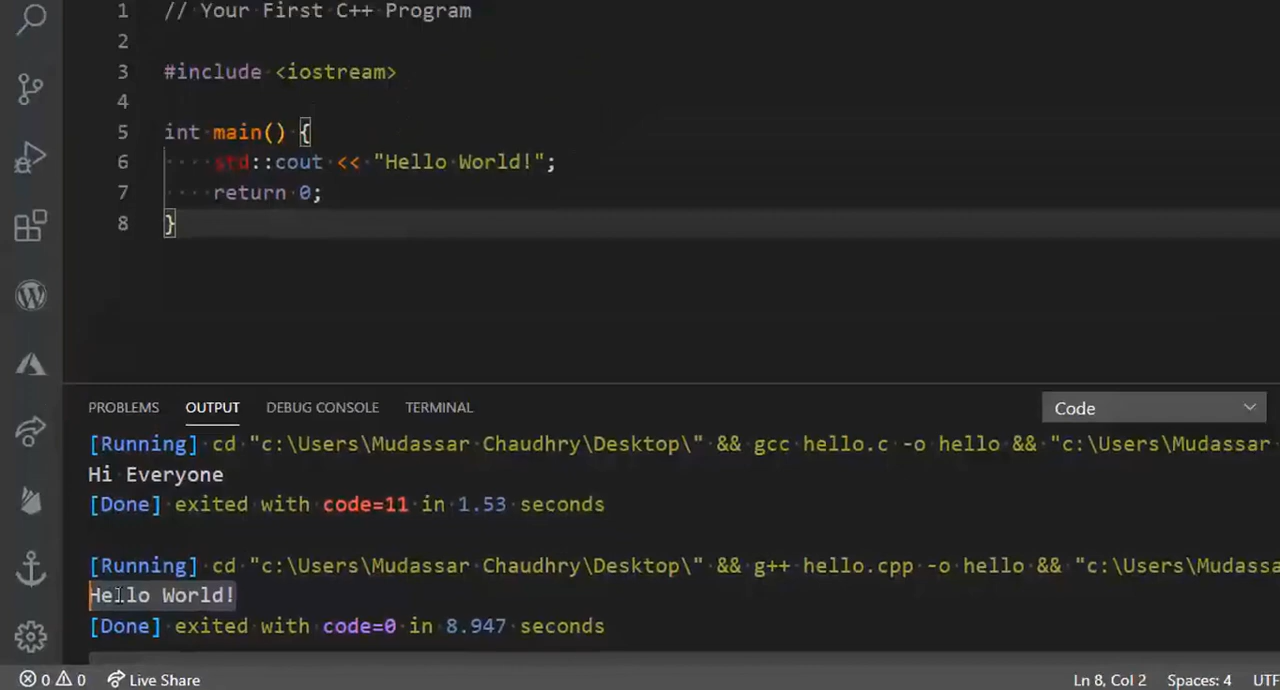 1 // Your First C++ Program
2
3 #include <iostream>
4
5 int main() {
6 std::cout << "Hello World!";
7 return 0;
8 }
PROBLEMS OUTPUT DEBUG CONSOLE TERMINAL Code
[Running] cd "c:\Users\Mudassar Chaudhry\Desktop\" && gcc hello.c -o hello && "c:\Users\Mudassar
Hi Everyone
[Done] exited with code=11 in 1.53 seconds
[Running] cd "c:\Users\Mudassar Chaudhry\Desktop\" && g++ hello.cpp -o hello && "c:\Users\Mudassa
Hello World!
[Done] exited with code=0 in 8.947 seconds
0 0 Live Share Ln 8, Col 2 Spaces: 4 UTF